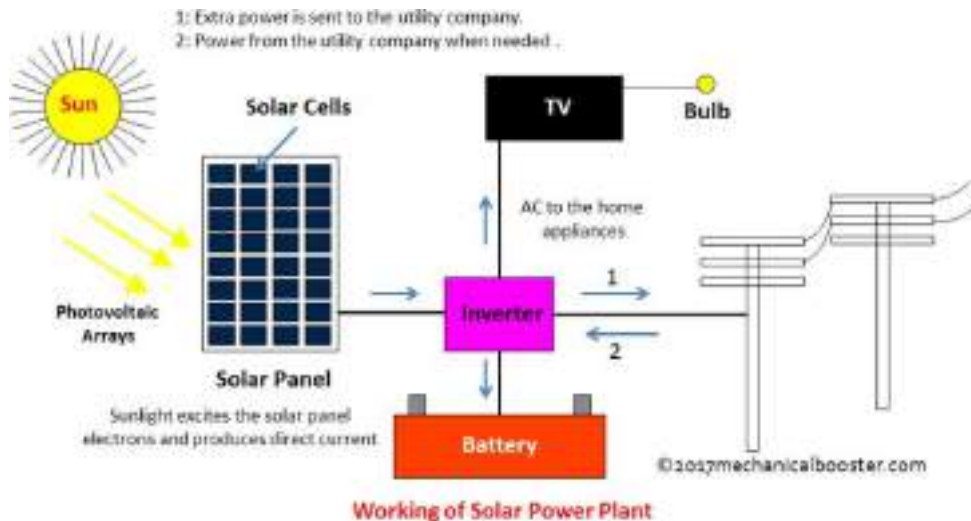 1: Extra power is sent to the utility company.
2: Power from the utility company when needed .
Sun
Solar Cells
TV
Bulb
AC to the home
appliances
Photovoltaic
Arrays
Inverter
1
2
Solar Panel
Sunlight excites the solar panel
electrons and produces direct current
Battery
©2017mechanicalbooster.com
Working of Solar Power Plant